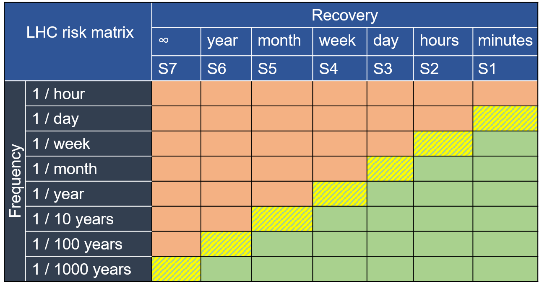 LHC risk matrix
Recovery
∞ year month week day hours minutes
S7 S6 S5 S4 S3 S2 S1
Frequency
1 / hour
1 / day
1 / week
1 / month
1 / year
1 / 10 years
1 / 100 years
1 / 1000 years